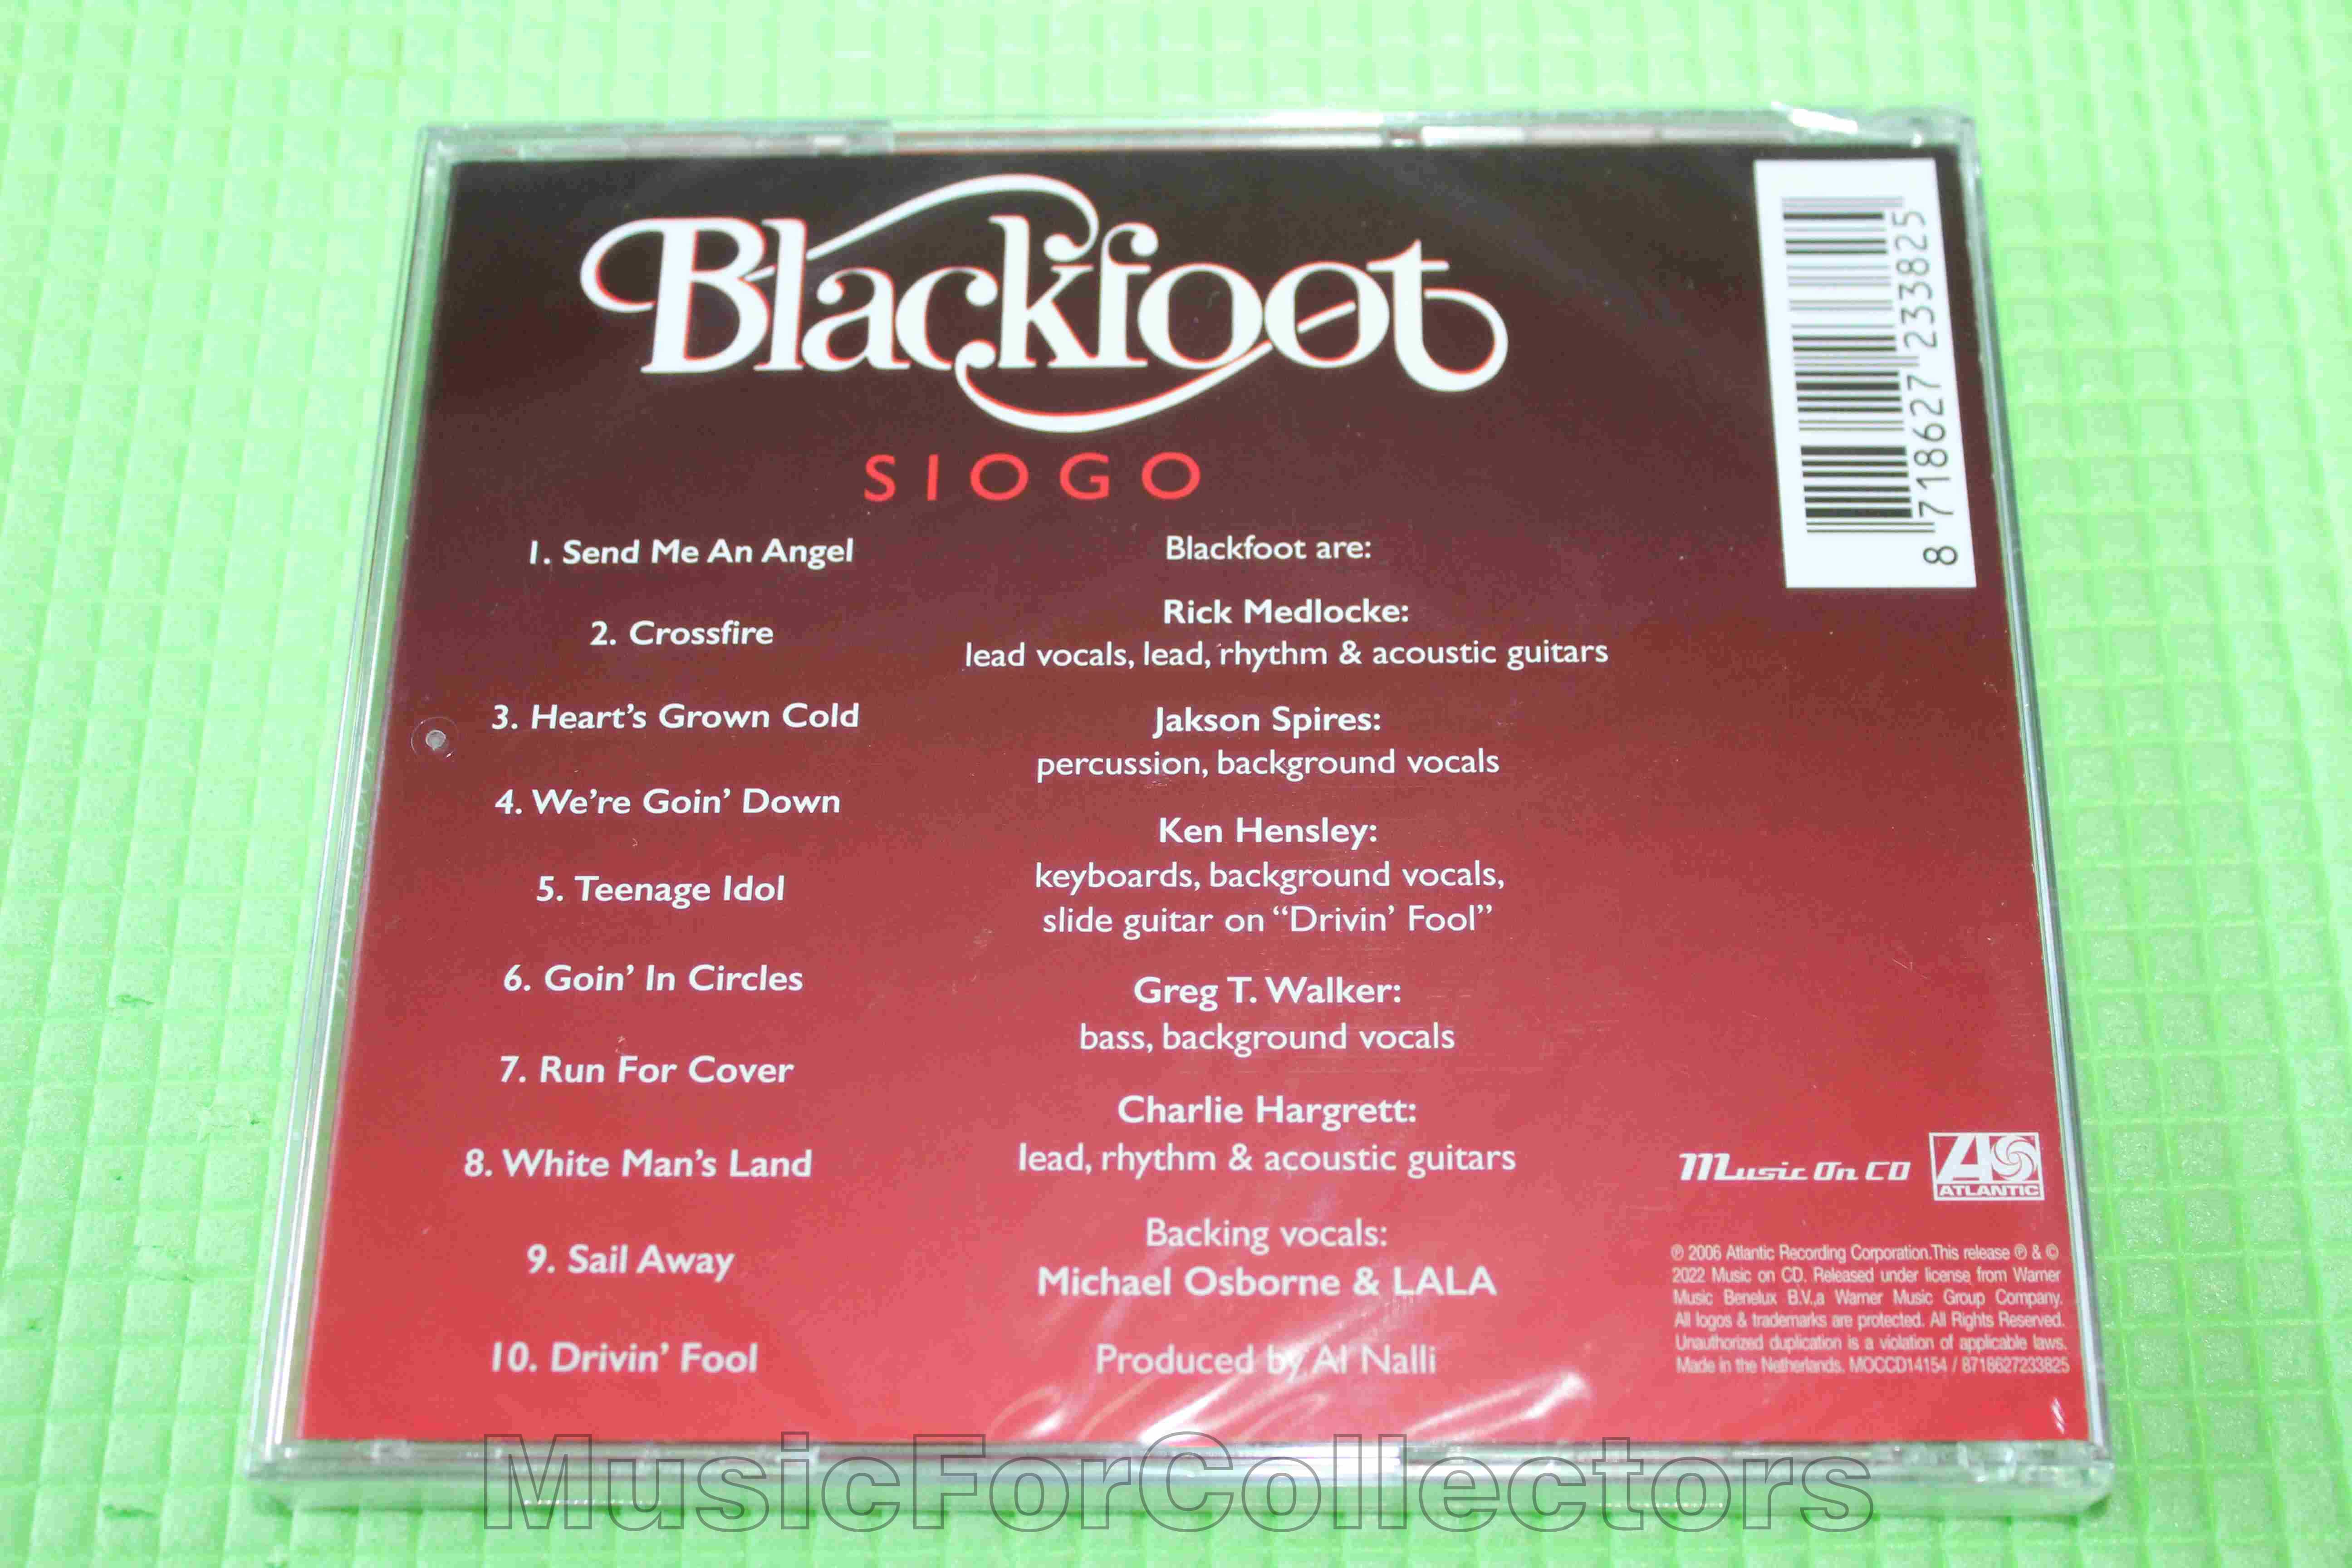 Blackfoot
SIOGO
1. Send Me An Angel
2. Crossfire
3. Heart's Grown Cold
4. We're Goin' Down
5. Teenage Idol
6. Goin' In Circles
7. Run For Cover
8. White Man's Land
9. Sail Away
10. Drivin' Fool
Blackfoot are:
Rick Medlocke:
lead vocals, lead, rhythm & acoustic guitars
Jakson Spires:
percussion, background vocals
Ken Hensley:
keyboards, background vocals,
slide guitar on “Drivin' Fool”
Greg T. Walker:
bass, background vocals
Charlie Hargrett:
lead, rhythm & acoustic guitars
Backing vocals:
Michael Osborne & LALA
Produced by Al Nalli
8 718627 233825
Music On CD
ATLANTIC
℗ 2006 Atlantic Recording Corporation.This release ℗ & ©
2022 Music on CD. Released under license from Warner
Music Benelux B.V.,a Warner Music Group Company.
All logos & trademarks are protected. All Rights Reserved.
Unauthorized duplication is a violation of applicable laws.
Made in the Netherlands. MOCCD14154 / 8718627233825
MusicForCollectors